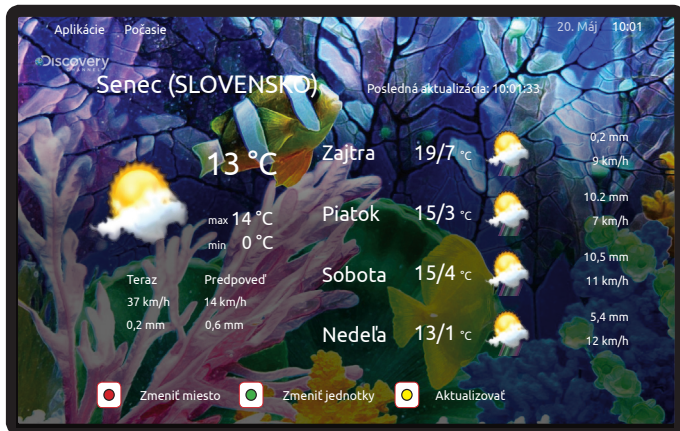 Aplikácie Počasie 20. Máj 10:01
Discovery
CHANNEL
Senec (SLOVENSKO)
Posledná aktualizácia: 10:01:33
13 °C
max 14 °C
min 0 °C
Teraz Predpoveď
37 km/h 14 km/h
0,2 mm 0,6 mm
Zajtra 19/7 °C 0,2 mm
9 km/h
Piatok 15/3 °C 10.2 mm
7 km/h
Sobota 15/4 °C 10,5 mm
11 km/h
Nedeľa 13/1 °C 5,4 mm
12 km/h
Zmeniť miesto Zmeniť jednotky Aktualizovať